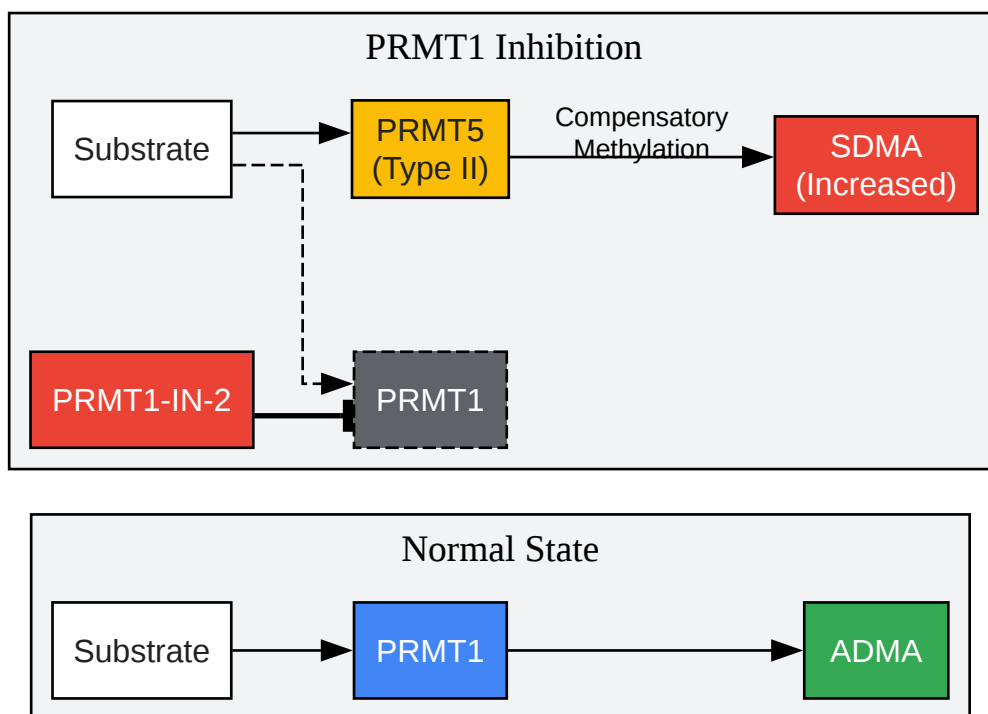 PRMT1 Inhibition
Substrate
PRMT5
(Type II)
Compensatory
Methylation
SDMA
(Increased)
PRMT1-IN-2
PRMT1
Normal State
Substrate
PRMT1
ADMA